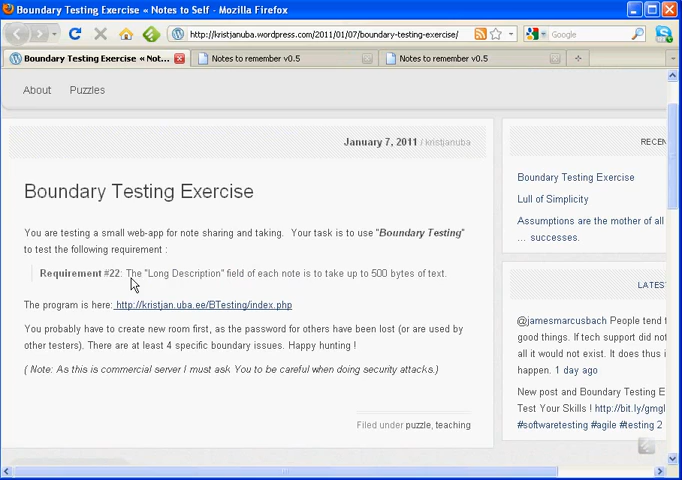 Boundary Testing Exercise « Notes to Self - Mozilla Firefox
http://kristjanuba.wordpress.com/2011/01/07/boundary-testing-exercise/
Google
Boundary Testing Exercise « Not...
Notes to remember v0.5
Notes to remember v0.5
About
Puzzles
January 7, 2011 / kristjanuba
Boundary Testing Exercise
You are testing a small web-app for note sharing and taking. Your task is to use "Boundary Testing"
to test the following requirement :
Requirement #22: The "Long Description" field of each note is to take up to 500 bytes of text.
The program is here: http://kristjan.uba.ee/BTesting/index.php
You probably have to create new room first, as the password for others have been lost (or are used by
other testers). There are at least 4 specific boundary issues. Happy hunting !
( Note: As this is commercial server I must ask You to be careful when doing security attacks.)
Filed under puzzle, teaching
RECEN
Boundary Testing Exercise
Lull of Simplicity
Assumptions are the mother of all
... successes.
LATES
@jamesmarcusbach People tend
good things. If tech support did not
all it would not exist. It does thus i
happen. 1 day ago
New post and Boundary Testing E
Test Your Skills ! http://bit.ly/gmgl
#softwaretesting #agile #testing 2